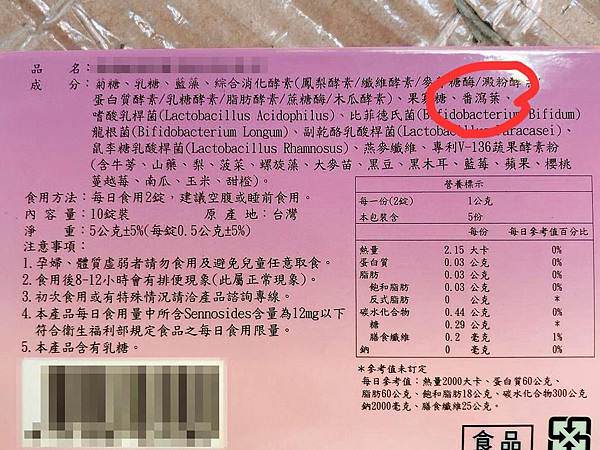 品 名：
成 分：菊糖、乳糖、藍藻、綜合消化酵素(鳳梨酵素/纖維酵素/麥芽糖酶/澱粉酵素/
蛋白質酵素/乳糖酵素/脂肪酵素/蔗糖酶/木瓜酵素)、果寡糖、番瀉葉、
嗜酸乳桿菌(Lactobacillus Acidophilus)、比菲德氏菌(Bifidobacterium Bifidum)
龍根菌(Bifidobacterium Longum)、副乾酪乳酸桿菌(Lactobacillus Paracasei)、
鼠李糖乳酸桿菌(Lactobacillus Rhamnosus)、燕麥纖維、專利V-136蔬果酵素粉
(含牛蒡、山藥、梨、菠菜、螺旋藻、大麥苗、黑豆、黑木耳、藍莓、蘋果、櫻桃
蔓越莓、南瓜、玉米、甜橙)。
食用方法：每日食用2錠，建議空腹或睡前食用。
內 容 量：10錠裝 原 產 地：台灣
淨 重：5公克±5%(每錠0.5公克±5%)
注意事項：
1.孕婦、體質虛弱者請勿食用及避免兒童任意取食。
2.食用後8-12小時會有排便現象(此屬正常現象)。
3.初次食用或有特殊情況請洽產品諮詢專線。
4.本產品每日食用量中所含Sennosides含量為12mg以下
符合衛生福利部規定食品之每日食用限量。
5.本產品含有乳糖。
營養標示
每一份(2錠) 1公克
本包裝含 5份
每份 每日參考值百分比
熱量 2.15 大卡 0%
蛋白質 0.03 公克 0%
脂肪 0.03 公克 0%
飽和脂肪 0.03 公克 0%
反式脂肪 0 公克 *
碳水化合物 0.44 公克 0%
糖 0.29 公克 *
膳食纖維 0.2 毫克 1%
鈉 0 毫克 0%
*參考值未訂定
每日參考值：熱量2000大卡、蛋白質60公克、
脂肪60公克、飽和脂肪18公克、碳水化合物300公克
鈉2000毫克、膳食纖維25公克。
食品